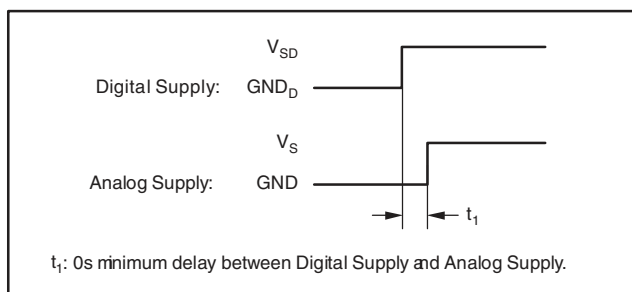 V_SD
Digital Supply: GND_D
V_S
Analog Supply: GND
t_1
t_1: 0s minimum delay between Digital Supply and Analog Supply.